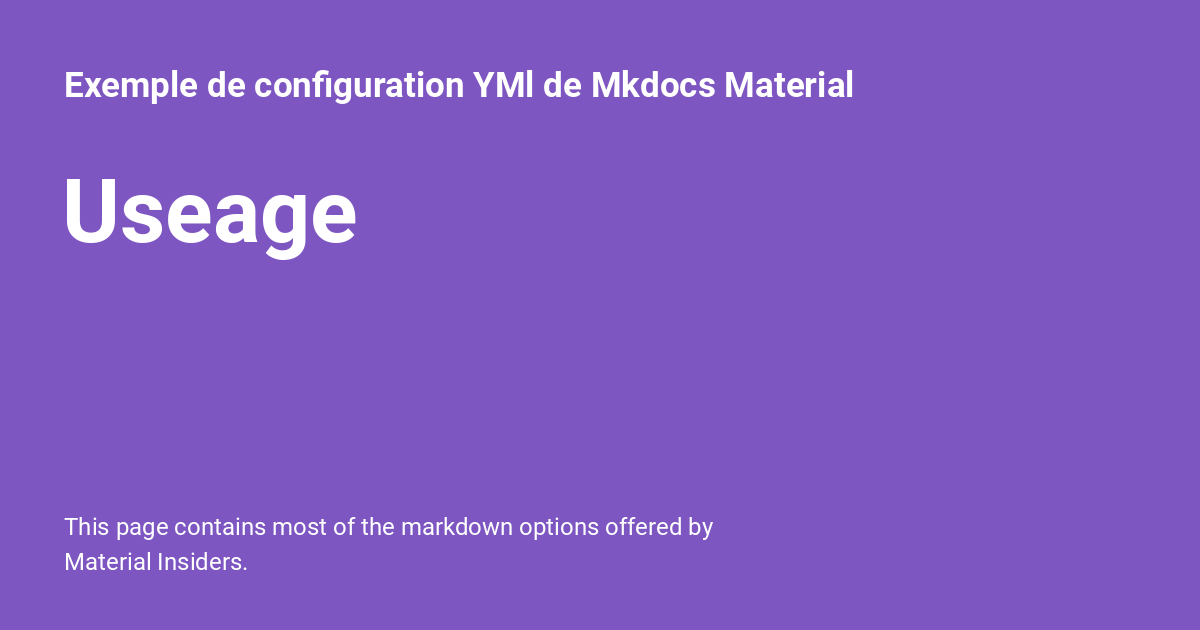 Exemple de configuration YMl de Mkdocs Material
Useage
This page contains most of the markdown options offered by
Material Insiders.